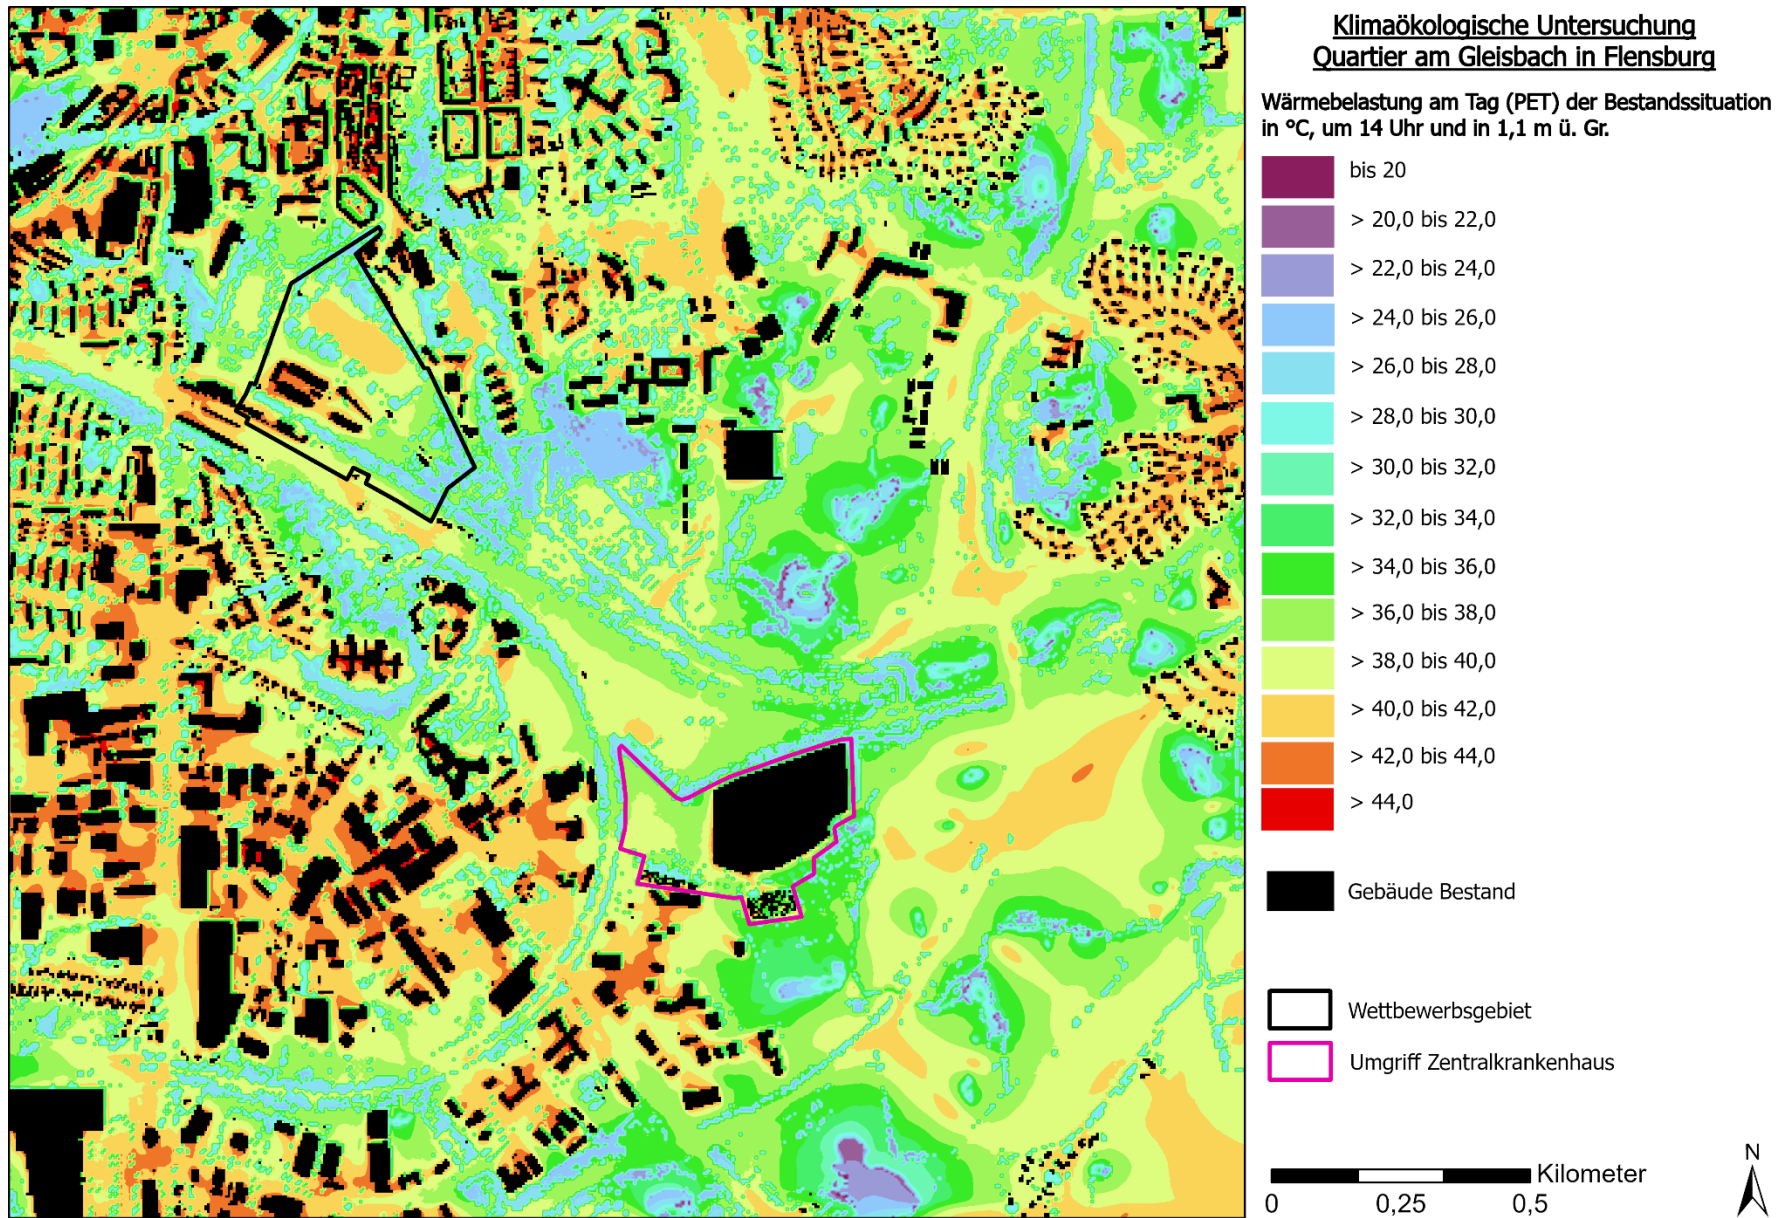 Klimaökologische Untersuchung
Quartier am Gleisbach in Flensburg
Wärmebelastung am Tag (PET) der Bestandssituation
in °C, um 14 Uhr und in 1,1 m ü. Gr.
bis 20
> 20,0 bis 22,0
> 22,0 bis 24,0
> 24,0 bis 26,0
> 26,0 bis 28,0
> 28,0 bis 30,0
> 30,0 bis 32,0
> 32,0 bis 34,0
> 34,0 bis 36,0
> 36,0 bis 38,0
> 38,0 bis 40,0
> 40,0 bis 42,0
> 42,0 bis 44,0
> 44,0
Gebäude Bestand
Wettbewerbsgebiet
Umgriff Zentralkrankenhaus
N
Kilometer
0 0,25 0,5